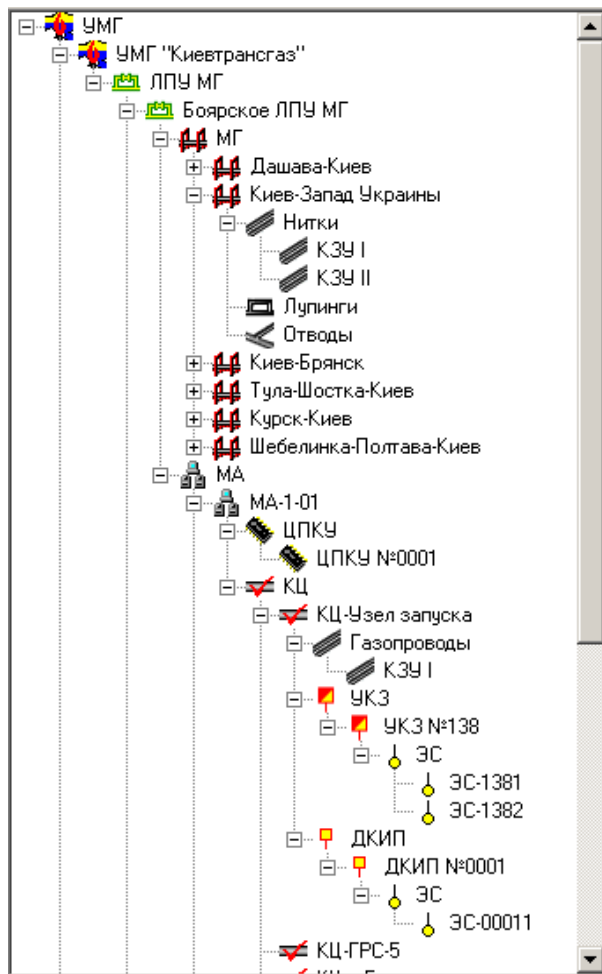 УМГ
УМГ "Киевтрансгаз"
ЛПУ МГ
Боярское ЛПУ МГ
МГ
Дашава-Киев
Киев-Запад Украины
Нитки
КЗУ I
КЗУ II
Лупинги
Отводы
Киев-Брянск
Тула-Шостка-Киев
Курск-Киев
Шебелинка-Полтава-Киев
МА
МА-1-01
ЦПКУ
ЦПКУ №0001
КЦ
КЦ-Узел запуска
Газопроводы
КЗУ I
УКЗ
УКЗ №138
ЭС
ЭС-1381
ЭС-1382
ДКИП
ДКИП №0001
ЭС
ЭС-00011
КЦ-ГРС-5